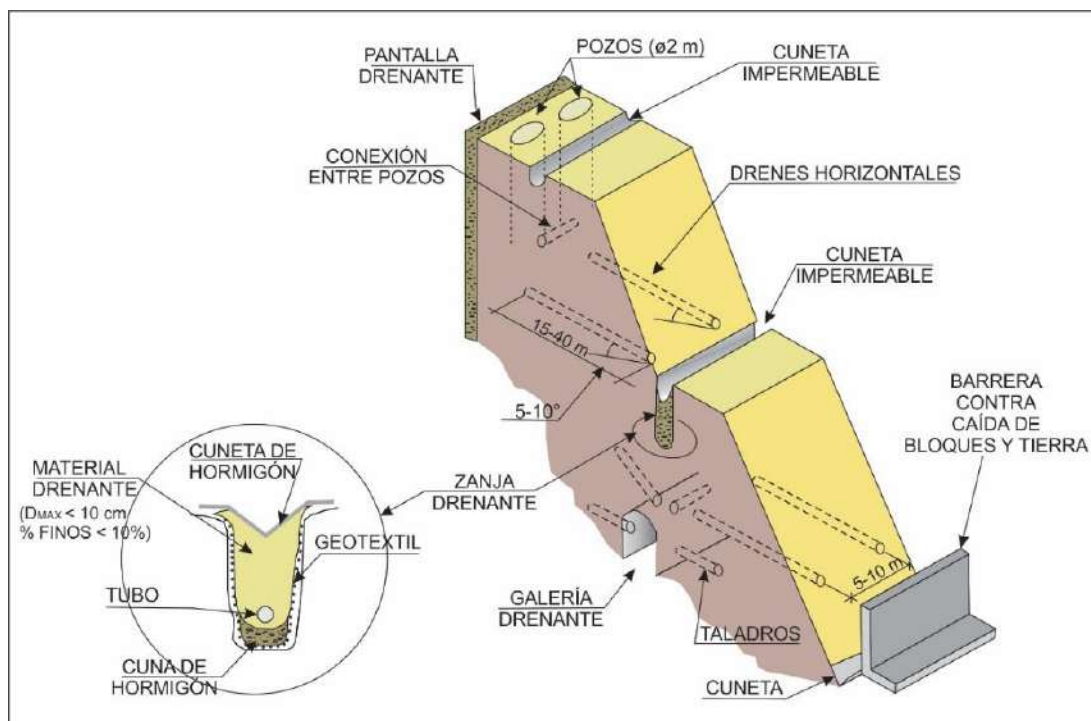 PANTALLA
DRENANTE
POZOS (ø2 m)
CUNETA
IMPERMEABLE
CONEXIÓN
ENTRE POZOS
DRENES HORIZONTALES
CUNETA
IMPERMEABLE
15-40 m
5-10°
BARRERA
CONTRA
CAÍDA DE
BLOQUES Y TIERRA
CUNETA DE
HORMIGÓN
MATERIAL
DRENANTE
(DMAX < 10 cm
% FINOS < 10%)
ZANJA
DRENANTE
GEOTEXTIL
TUBO
CUNA DE
HORMIGÓN
GALERÍA
DRENANTE
TALADROS
5-10 m
CUNETA